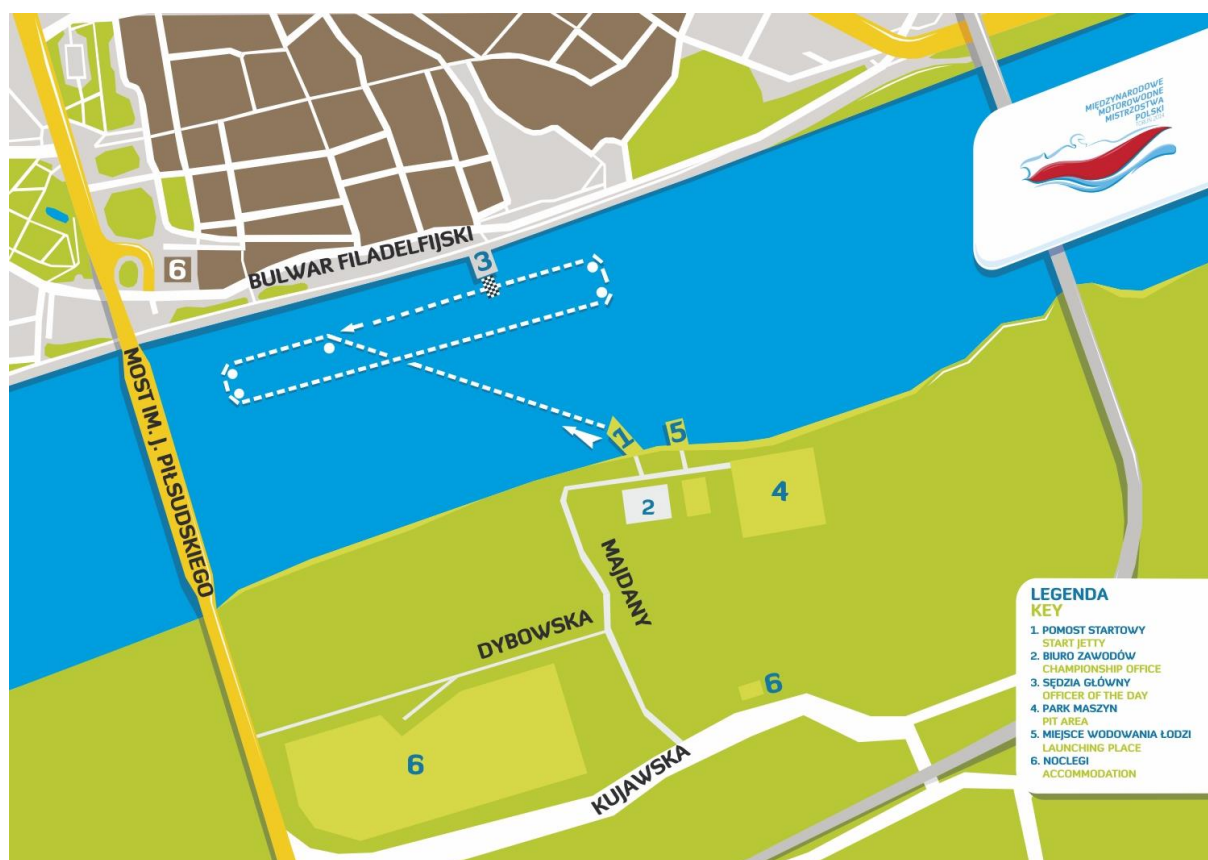 MIĘDZYNARODOWE
MOTOROWODNE
MISTRZOSTWA
POLSKI
6
BULWAR FILADELFIJSKI
3
MOST IM. J. PIŁSUDSKIEGO
1
5
2
4
MAJDANY
DYBOWSKA
6
6
KUJAWSKA
LEGENDA
KEY
1. POMOST STARTOWY
START JETTY
2. BIURO ZAWODÓW
CHAMPIONSHIP OFFICE
3. SĘDZIA GŁÓWNY
OFFICER OF THE DAY
4. PARK MASZYN
PIT AREA
5. MIEJSCE WODOWANIA ŁODZI
LAUNCHING PLACE
6. NOCLEGI
ACCOMMODATION